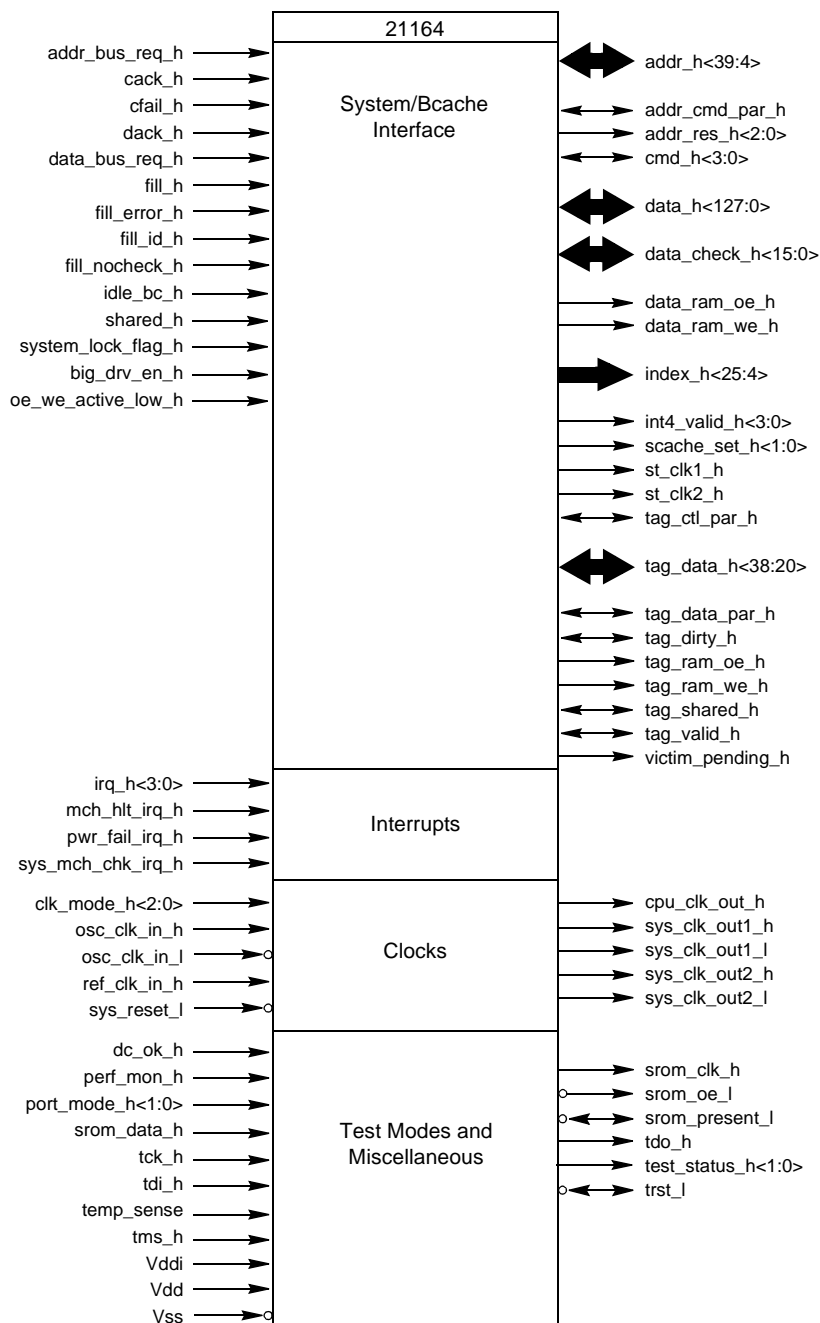 21164
addr_bus_req_h
cack_h
cfail_h
dack_h
data_bus_req_h
fill_h
fill_error_h
fill_id_h
fill_nocheck_h
idle_bc_h
shared_h
system_lock_flag_h
big_drv_en_h
oe_we_active_low_h
System/Bcache
Interface
addr_h<39:4>
addr_cmd_par_h
addr_res_h<2:0>
cmd_h<3:0>
data_h<127:0>
data_check_h<15:0>
data_ram_oe_h
data_ram_we_h
index_h<25:4>
int4_valid_h<3:0>
scache_set_h<1:0>
st_clk1_h
st_clk2_h
tag_ctl_par_h
tag_data_h<38:20>
tag_data_par_h
tag_dirty_h
tag_ram_oe_h
tag_ram_we_h
tag_shared_h
tag_valid_h
victim_pending_h
irq_h<3:0>
mch_hlt_irq_h
pwr_fail_irq_h
sys_mch_chk_irq_h
Interrupts
clk_mode_h<2:0>
osc_clk_in_h
osc_clk_in_l
ref_clk_in_h
sys_reset_l
Clocks
cpu_clk_out_h
sys_clk_out1_h
sys_clk_out1_l
sys_clk_out2_h
sys_clk_out2_l
dc_ok_h
perf_mon_h
port_mode_h<1:0>
srom_data_h
tck_h
tdi_h
temp_sense
tms_h
Vddi
Vdd
Vss
Test Modes and
Miscellaneous
srom_clk_h
srom_oe_l
srom_present_l
tdo_h
test_status_h<1:0>
trst_l